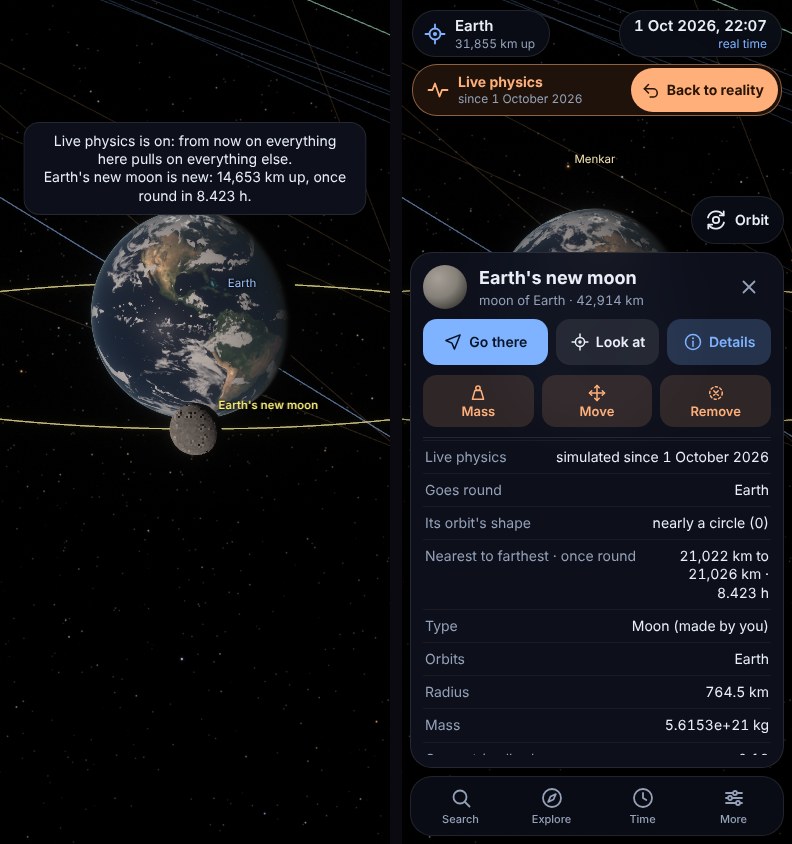 Live physics is on: from now on everything
here pulls on everything else.
Earth's new moon is new: 14,653 km up, once
round in 8.423 h.
Earth
Earth's new moon
Earth
31,855 km up
1 Oct 2026, 22:07
real time
Live physics
since 1 October 2026
Back to reality
Menkar
Orbit
Earth's new moon
moon of Earth · 42,914 km
Go there
Look at
Details
Mass
Move
Remove
Live physics simulated since 1 October 2026
Goes round Earth
Its orbit's shape nearly a circle (0)
Nearest to farthest · once round 21,022 km to
21,026 km ·
8.423 h
Type Moon (made by you)
Orbits Earth
Radius 764.5 km
Mass 5.6153e+21 kg
Search
Explore
Time
More